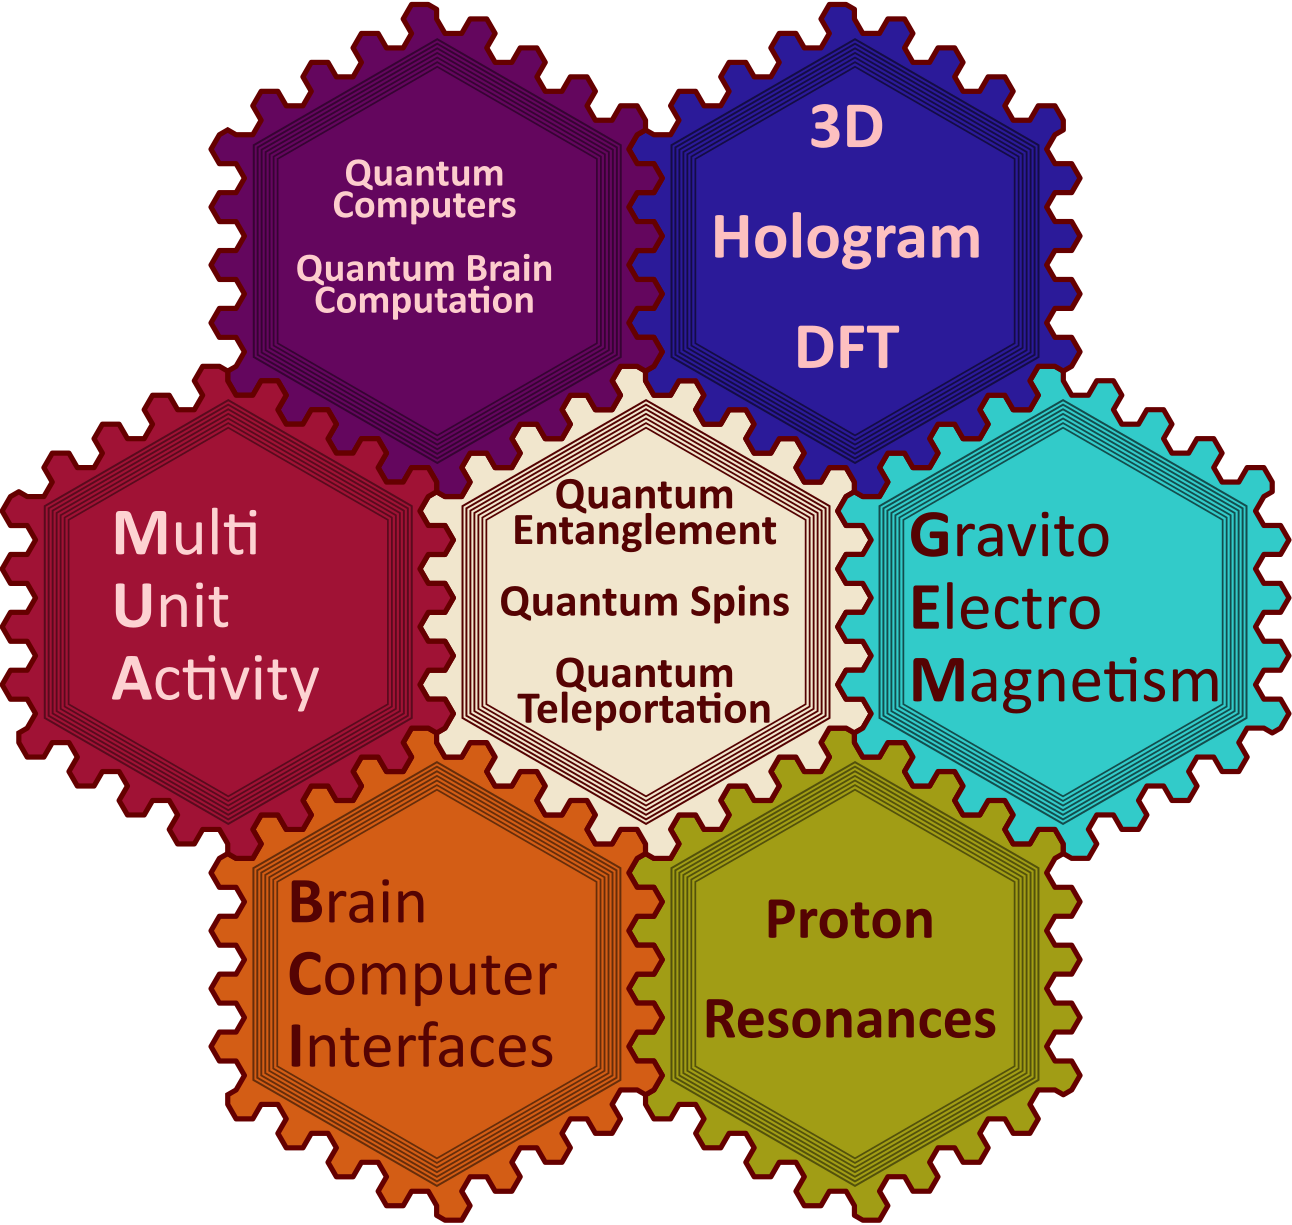 Quantum
Computers
Quantum Brain
Computation
3D
Hologram
DFT
Multi
Unit
Activity
Quantum
Entanglement
Quantum Spins
Quantum
Teleportation
Gravito
Electro
Magnetism
Brain
Computer
Interfaces
Proton
Resonances